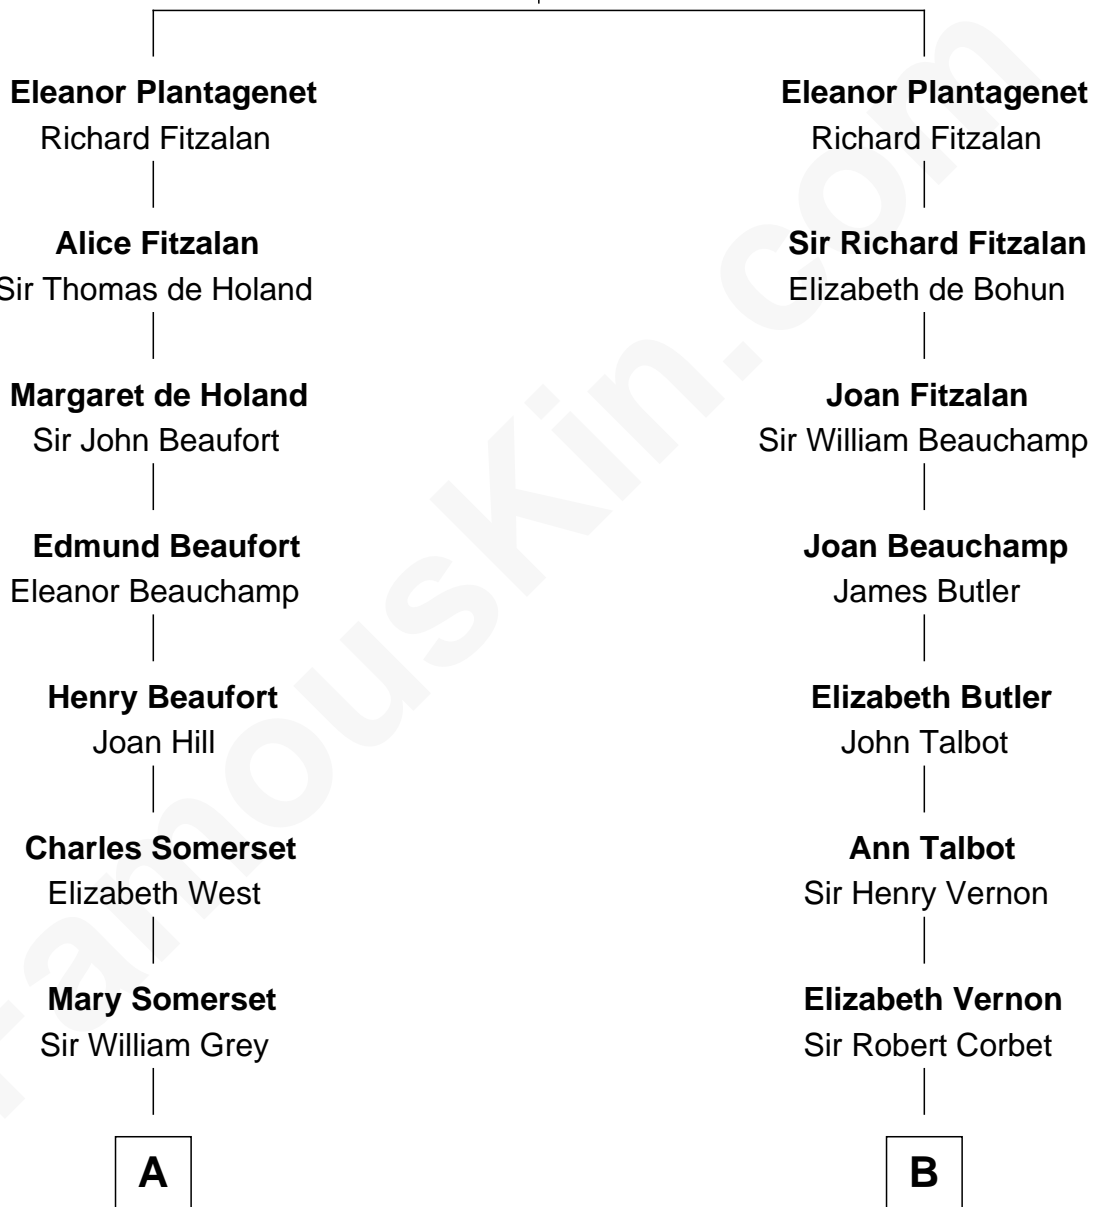 Eleanor Plantagenet
Richard Fitzalan
Alice Fitzalan
Sir Thomas de Holand
Margaret de Holand
Sir John Beaufort
Edmund Beaufort
Eleanor Beauchamp
Henry Beaufort
Joan Hill
Charles Somerset
Elizabeth West
Mary Somerset
Sir William Grey
A
Eleanor Plantagenet
Richard Fitzalan
Sir Richard Fitzalan
Elizabeth de Bohun
Joan Fitzalan
Sir William Beauchamp
Joan Beauchamp
James Butler
Elizabeth Butler
John Talbot
Ann Talbot
Sir Henry Vernon
Elizabeth Vernon
Sir Robert Corbet
B
FamousKin.com